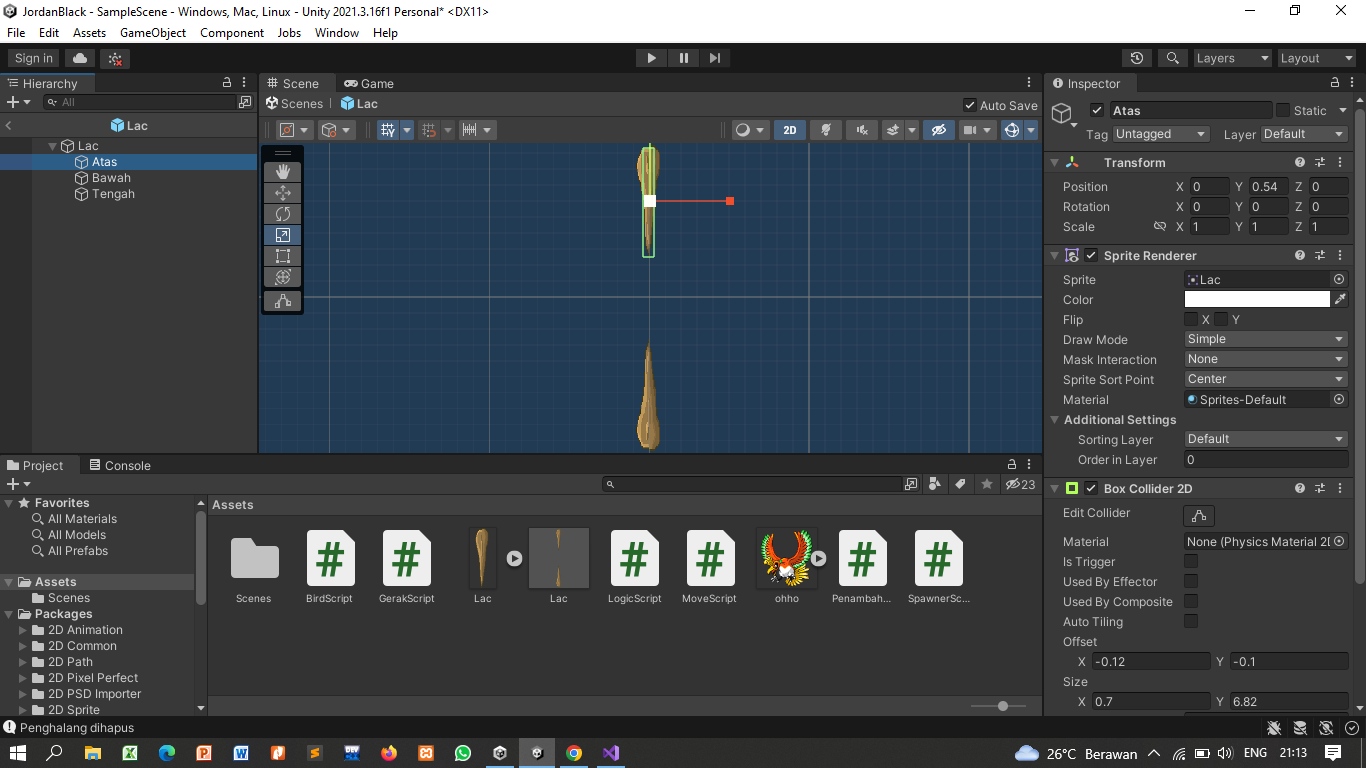 JordanBlack - SampleScene - Windows, Mac, Linux - Unity 2021.3.16f1 Personal* <DX11>
File Edit Assets GameObject Component Jobs Window Help
Sign in
Layers Layout
Hierarchy
All
Lac
Lac
Atas
Bawah
Tengah
Scene Game
Scenes Lac
Auto Save
2D
Inspector
Atas Static
Tag Untagged Layer Default
Transform
Position X 0 Y 0.54 Z 0
Rotation X 0 Y 0 Z 0
Scale X 1 Y 1 Z 1
Sprite Renderer
Sprite Lac
Color
Flip X Y
Draw Mode Simple
Mask Interaction None
Sprite Sort Point Center
Material Sprites-Default
Additional Settings
Sorting Layer Default
Order in Layer 0
Box Collider 2D
Edit Collider
Material None (Physics Material 2D
Is Trigger
Used By Effector
Used By Composite
Auto Tiling
Offset
X -0.12 Y -0.1
Size
X 0.7 Y 6.82
Project Console
23
Favorites
All Materials
All Models
All Prefabs
Assets
Scenes
Packages
2D Animation
2D Common
2D Path
2D Pixel Perfect
2D PSD Importer
2D Sprite
Assets
Scenes BirdScript GerakScript Lac Lac LogicScript MoveScript ohho Penambah... SpawnerSc...
Penghalang dihapus
26°C Berawan ENG 21:13